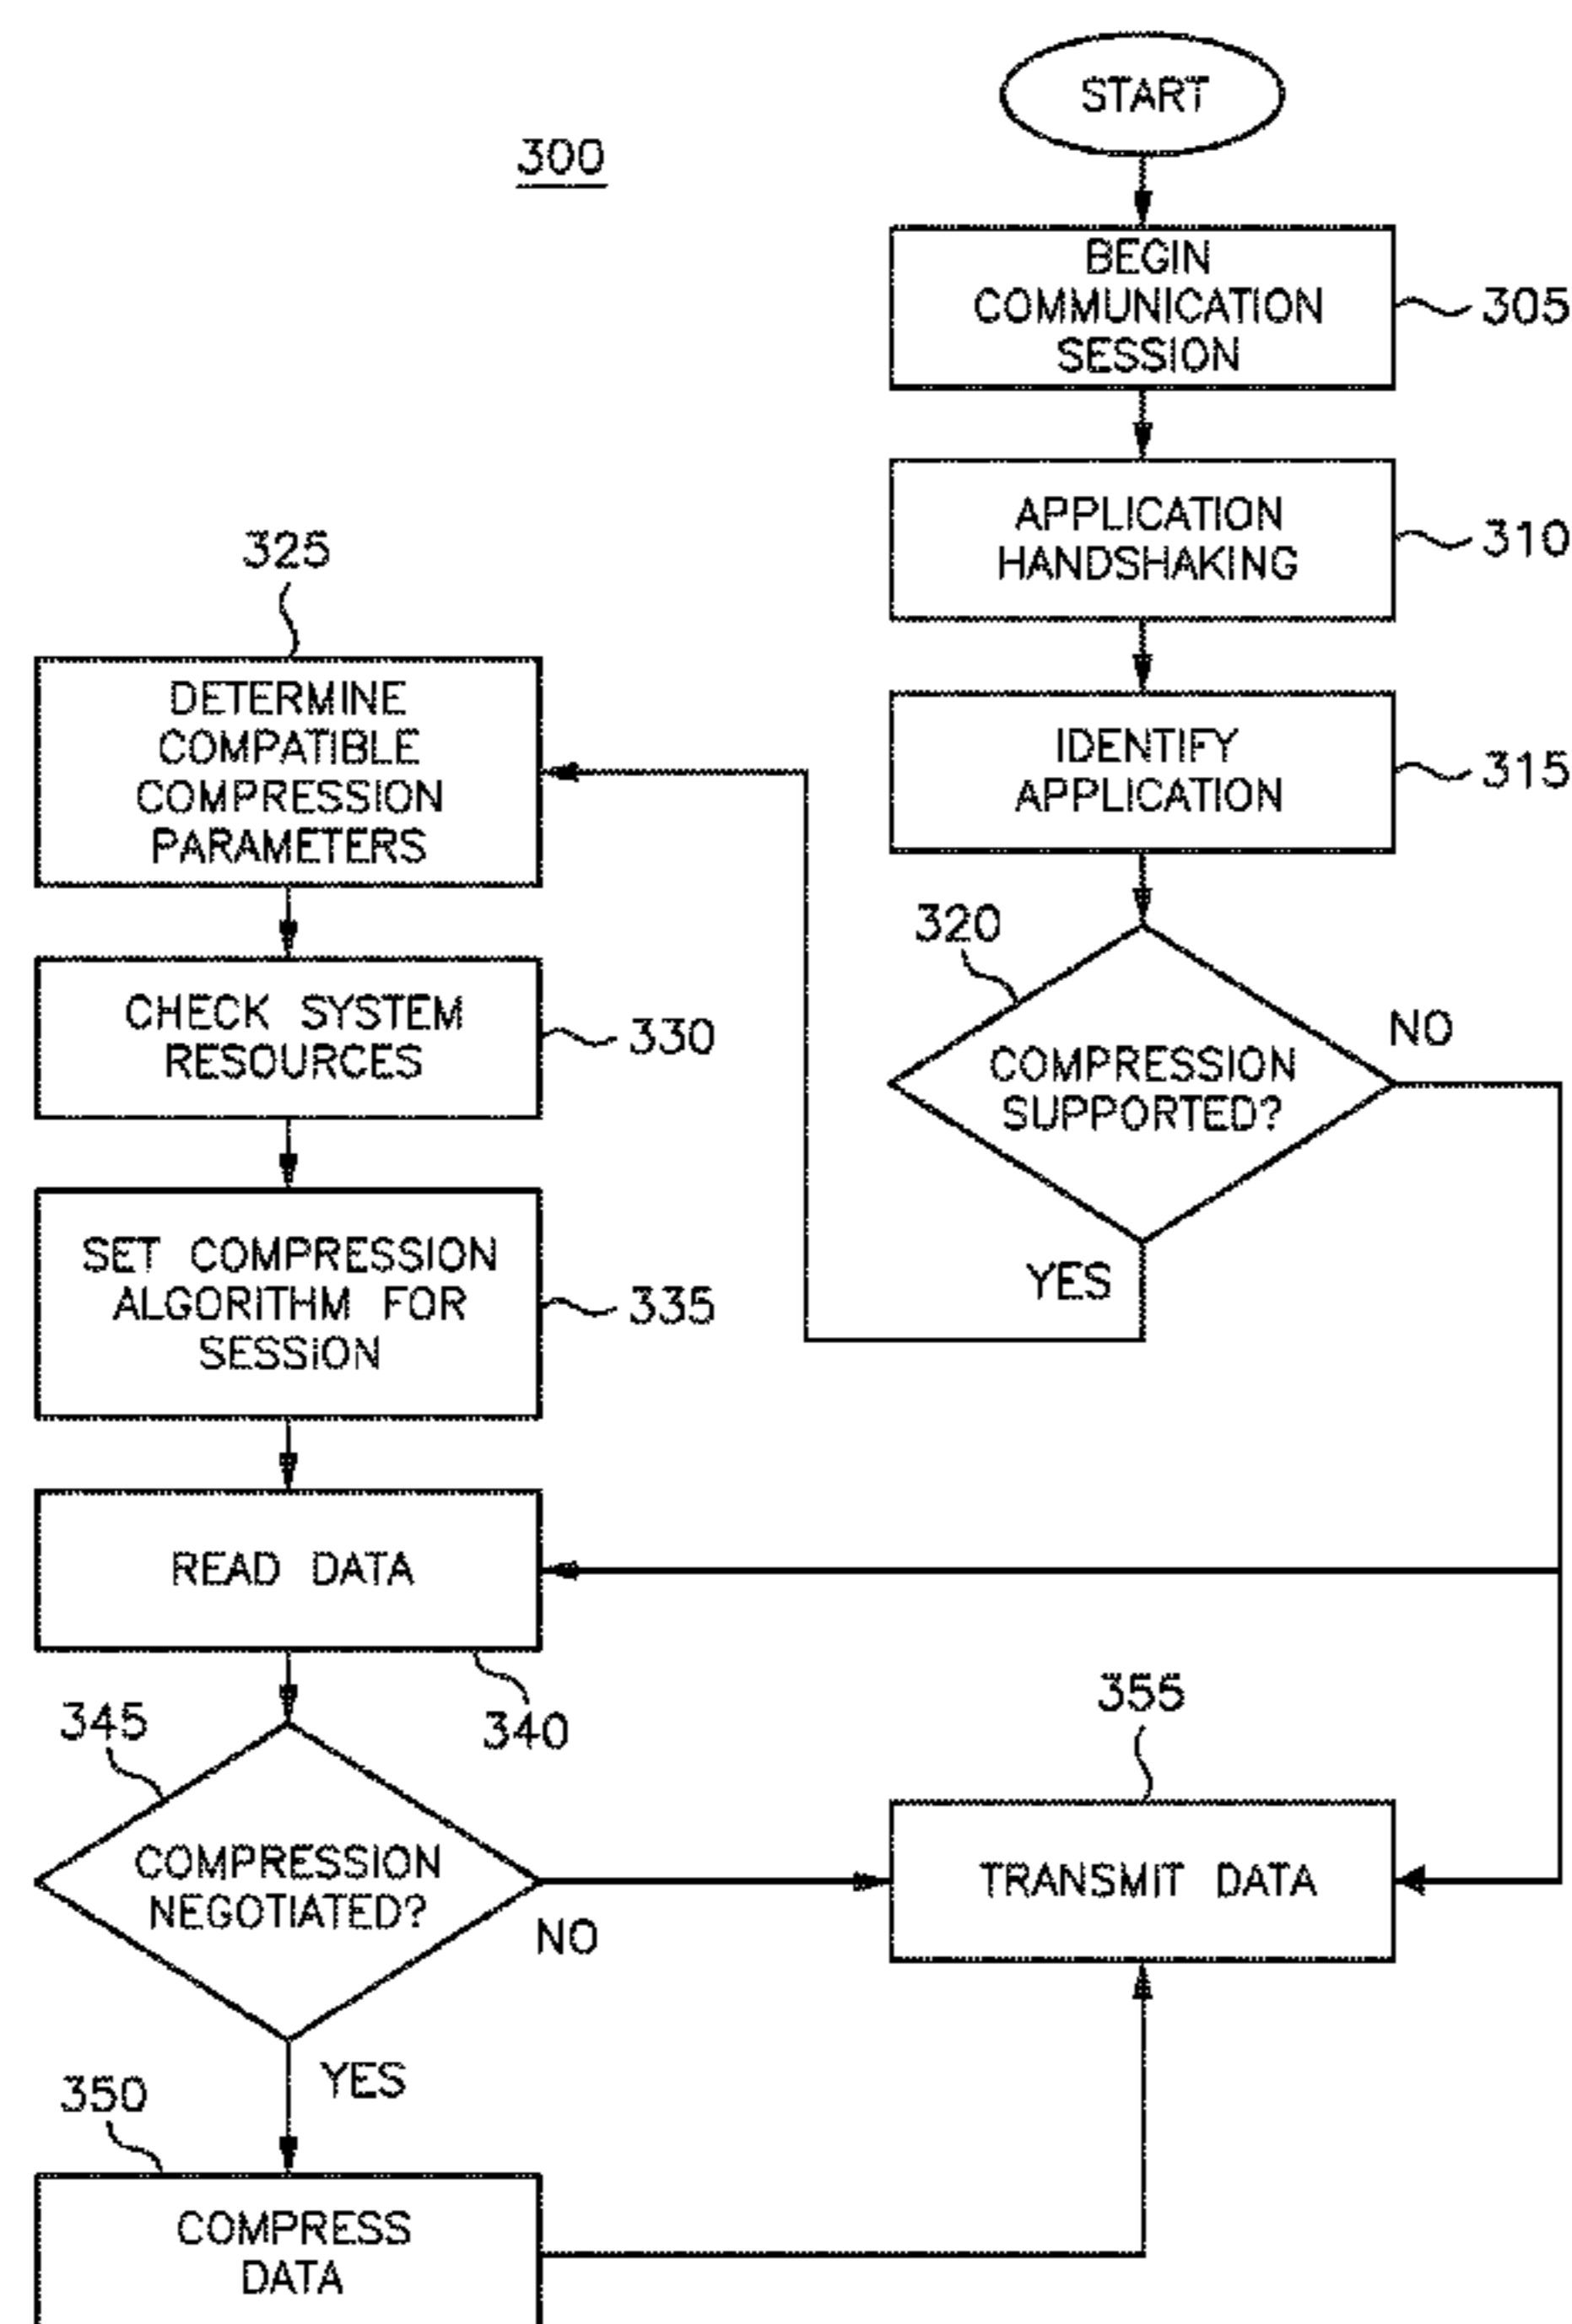 START
300
BEGIN
COMMUNICATION
SESSION
305
APPLICATION
HANDSHAKING
310
IDENTIFY
APPLICATION
315
320
COMPRESSION
SUPPORTED?
NO
YES
325
DETERMINE
COMPATIBLE
COMPRESSION
PARAMETERS
CHECK SYSTEM
RESOURCES
330
SET COMPRESSION
ALGORITHM FOR
SESSION
335
READ DATA
340
345
COMPRESSION
NEGOTIATED?
NO
YES
350
COMPRESS
DATA
355
TRANSMIT DATA